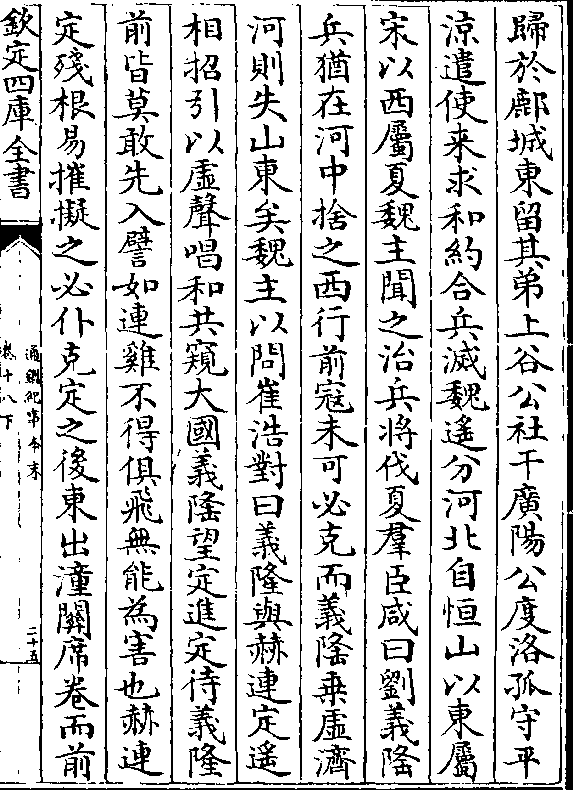 歸於鄜城東留其弟上谷公社干廣陽公度洛孤守平
涼遣使来求和約合兵滅魏遙分河北自恒山以東屬
宋以西屬夏魏主聞之治兵將伐夏羣臣咸曰劉義隆
兵猶在河中捨之西行前寇未可必克而義隆乗虛濟
河則失山東矣魏主以問崔浩對曰義隆與赫連定遥
相招引以虛聲唱和共窺大國義隆望定進定待義隆
前皆莫敢先入譬如連雞不得俱飛無能為害也赫連
定殘根易摧擬之必仆克定之後東出潼關席卷而前
欽定四庫全書
通鑑紀事本末
卷十八下
二十五